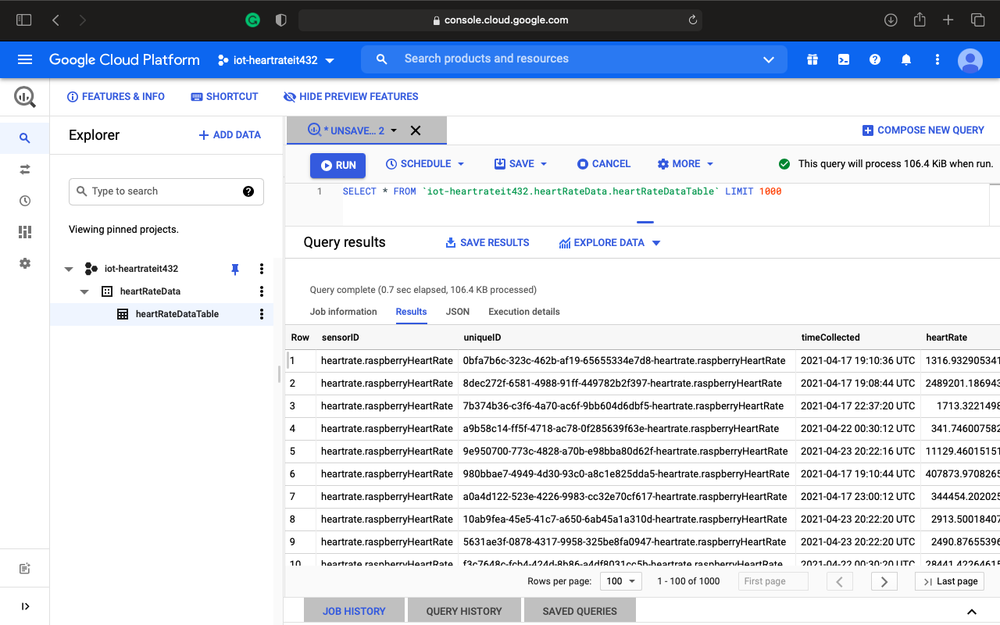 console.cloud.google.com
Google Cloud Platform iot-heartrateit432 Search products and resources
FEATURES & INFO SHORTCUT HIDE PREVIEW FEATURES
Explorer + ADD DATA
* UNSAVE... 2 COMPOSE NEW QUERY
RUN SCHEDULE SAVE CANCEL MORE This query will process 106.4 KiB when run.
1 SELECT * FROM `iot-heartrateit432.heartRateData.heartRateDataTable` LIMIT 1000
Type to search
Viewing pinned projects.
iot-heartrateit432
heartRateData
heartRateDataTable
Query results SAVE RESULTS EXPLORE DATA
Query complete (0.7 sec elapsed, 106.4 KB processed)
Job information Results JSON Execution details
Row sensorID uniqueID timeCollected heartRate
1 heartrate.raspberryHeartRate 0bfa7b6c-323c-462b-af19-65655334e7d8-heartrate.raspberryHeartRate 2021-04-17 19:10:36 UTC 1316.932905341
2 heartrate.raspberryHeartRate 8dec272f-6581-4988-91ff-449782b2f397-heartrate.raspberryHeartRate 2021-04-17 19:08:44 UTC 2489201.186943
3 heartrate.raspberryHeartRate 7b374b36-c3f6-4a70-ac6f-9bb604d6dbf5-heartrate.raspberryHeartRate 2021-04-17 22:37:20 UTC 1713.3221498
4 heartrate.raspberryHeartRate a9b58c14-ff5f-4718-ac78-0f285639f63e-heartrate.raspberryHeartRate 2021-04-22 00:30:12 UTC 341.746007582
5 heartrate.raspberryHeartRate 9e950700-773c-4828-a70b-e98bba80d62f-heartrate.raspberryHeartRate 2021-04-23 20:22:16 UTC 11129.46015151
6 heartrate.raspberryHeartRate 980bbae7-4949-4d30-93c0-a8c1e825dda5-heartrate.raspberryHeartRate 2021-04-17 19:10:44 UTC 407873.9708265
7 heartrate.raspberryHeartRate a0a4d122-523e-4226-9983-cc32e70cf617-heartrate.raspberryHeartRate 2021-04-17 23:00:12 UTC 344454.202025
8 heartrate.raspberryHeartRate 10ab9fea-45e5-41c7-a650-6ab45a1a310d-heartrate.raspberryHeartRate 2021-04-23 20:22:20 UTC 2913.50018407
9 heartrate.raspberryHeartRate 5631ae3f-0878-4317-9958-325be8fa0947-heartrate.raspberryHeartRate 2021-04-23 20:22:20 UTC 2490.87655396
10 heartrate.raspberryHeartRate f3c7648c-fcb4-424d-8b86-a4df8031cc5b-heartrate.raspberryHeartRate 2021-04-22 00:30:20 UTC 28441.42264615
Rows per page: 100 1 - 100 of 1000 First page Last page
JOB HISTORY QUERY HISTORY SAVED QUERIES